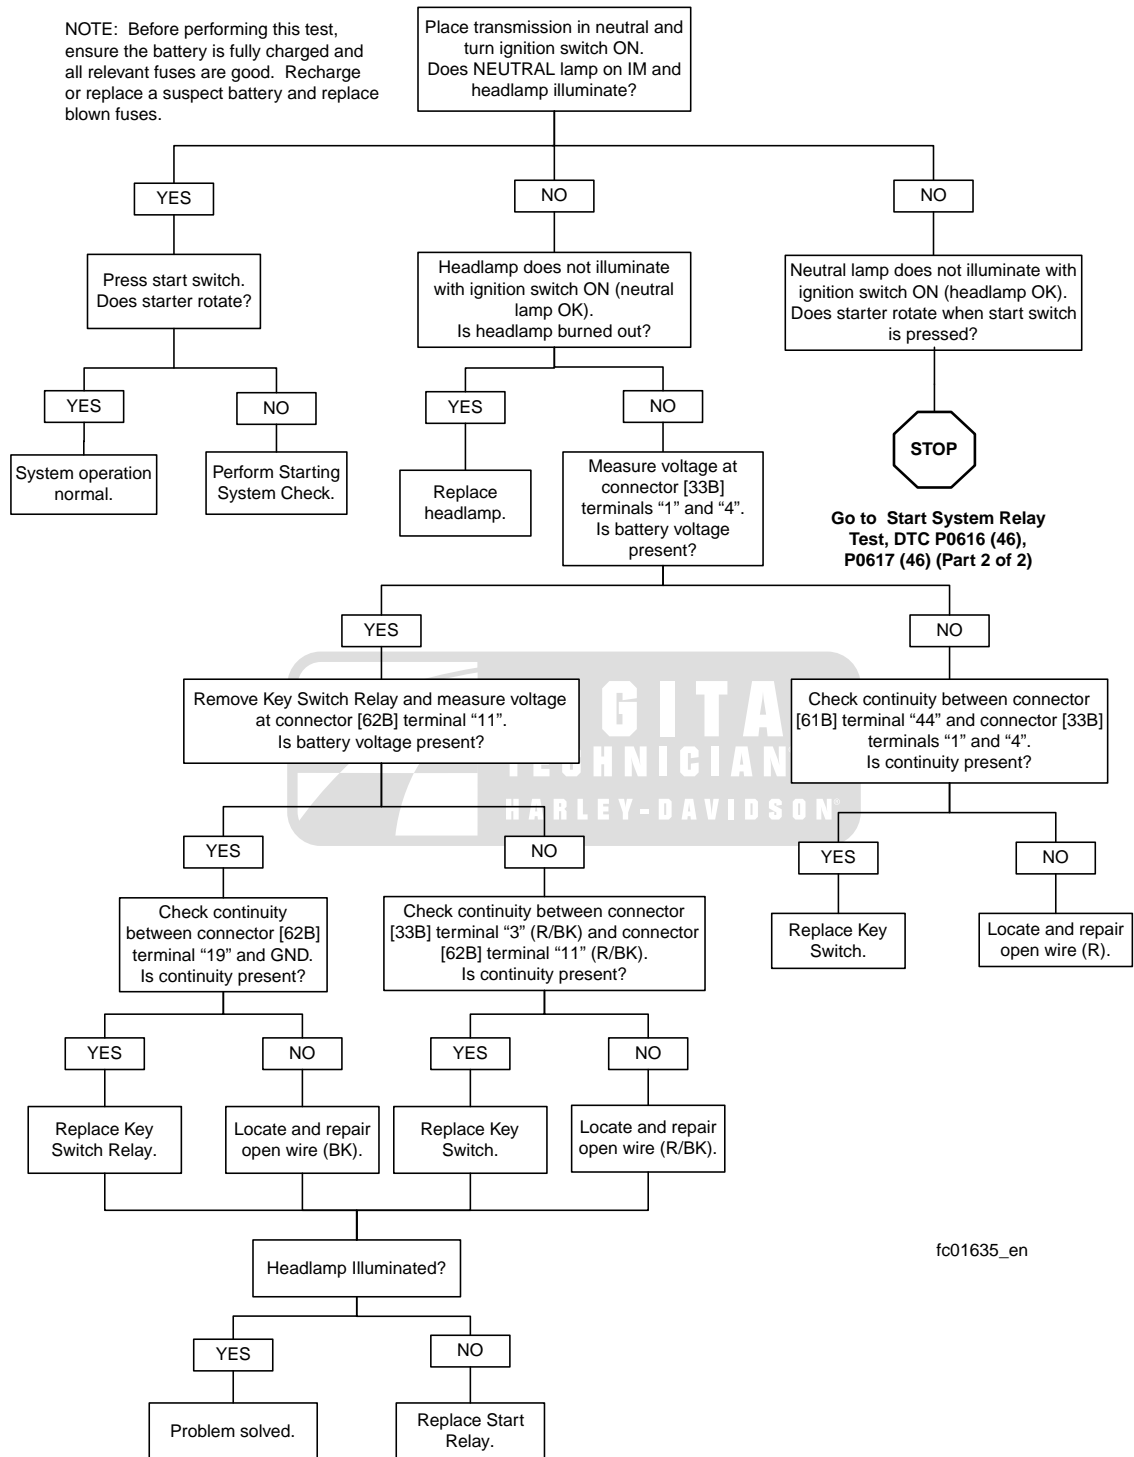 NOTE: Before performing this test,
ensure the battery is fully charged and
all relevant fuses are good. Recharge
or replace a suspect battery and replace
blown fuses.
Place transmission in neutral and
turn ignition switch ON.
Does NEUTRAL lamp on IM and
headlamp illuminate?
YES
NO
NO
Press start switch.
Does starter rotate?
Headlamp does not illuminate
with ignition switch ON (neutral
lamp OK).
Is headlamp burned out?
Neutral lamp does not illuminate with
ignition switch ON (headlamp OK).
Does starter rotate when start switch
is pressed?
YES
NO
YES
NO
STOP
System operation
normal.
Perform Starting
System Check.
Replace
headlamp.
Measure voltage at
connector [33B]
terminals “1” and “4”.
Is battery voltage
present?
Go to Start System Relay
Test, DTC P0616 (46),
P0617 (46) (Part 2 of 2)
YES
NO
Remove Key Switch Relay and measure voltage
at connector [62B] terminal “11”.
Is battery voltage present?
Check continuity between connector
[61B] terminal “44” and connector [33B]
terminals “1” and “4”.
Is continuity present?
GITA
TECHNICIAN
HARLEY-DAVIDSON
YES
NO
YES
NO
Check continuity
between connector [62B]
terminal “19” and GND.
Is continuity present?
Check continuity between connector
[33B] terminal “3” (R/BK) and connector
[62B] terminal “11” (R/BK).
Is continuity present?
Replace Key
Switch.
Locate and repair
open wire (R).
YES
NO
YES
NO
Replace Key
Switch Relay.
Locate and repair
open wire (BK).
Replace Key
Switch.
Locate and repair
open wire (R/BK).
Headlamp Illuminated?
fc01635_en
YES
NO
Problem solved.
Replace Start
Relay.